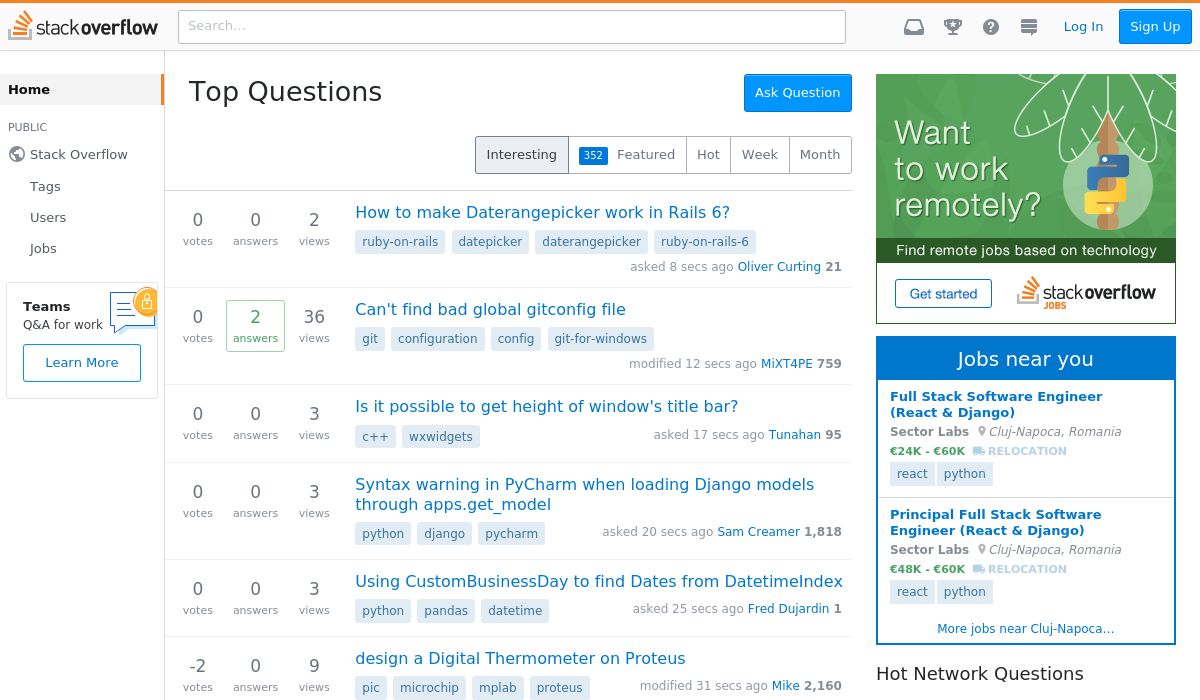 stackoverflow
Search...
Log In
Sign Up
Home
PUBLIC
Stack Overflow
Tags
Users
Jobs
Teams
Q&A for work
Learn More
Top Questions
Ask Question
Interesting
352 Featured
Hot
Week
Month
0 votes
0 answers
2 views
How to make Daterangepicker work in Rails 6?
ruby-on-rails datepicker daterangepicker ruby-on-rails-6
asked 8 secs ago Oliver Curting 21
0 votes
2 answers
36 views
Can't find bad global gitconfig file
git configuration config git-for-windows
modified 12 secs ago MiXT4PE 759
0 votes
0 answers
3 views
Is it possible to get height of window's title bar?
c++ wxwidgets
asked 17 secs ago Tunahan 95
0 votes
0 answers
3 views
Syntax warning in PyCharm when loading Django models
through apps.get_model
python django pycharm
asked 20 secs ago Sam Creamer 1,818
0 votes
0 answers
3 views
Using CustomBusinessDay to find Dates from DatetimeIndex
python pandas datetime
asked 25 secs ago Fred Dujardin 1
-2 votes
0 answers
9 views
design a Digital Thermometer on Proteus
pic microchip mplab proteus
modified 31 secs ago Mike 2,160
Want
to work
remotely?
Find remote jobs based on technology
Get started
stackoverflow
JOBS
Jobs near you
Full Stack Software Engineer
(React & Django)
Sector Labs Cluj-Napoca, Romania
€24K - €60K RELOCATION
react python
Principal Full Stack Software
Engineer (React & Django)
Sector Labs Cluj-Napoca, Romania
€48K - €60K RELOCATION
react python
More jobs near Cluj-Napoca...
Hot Network Questions